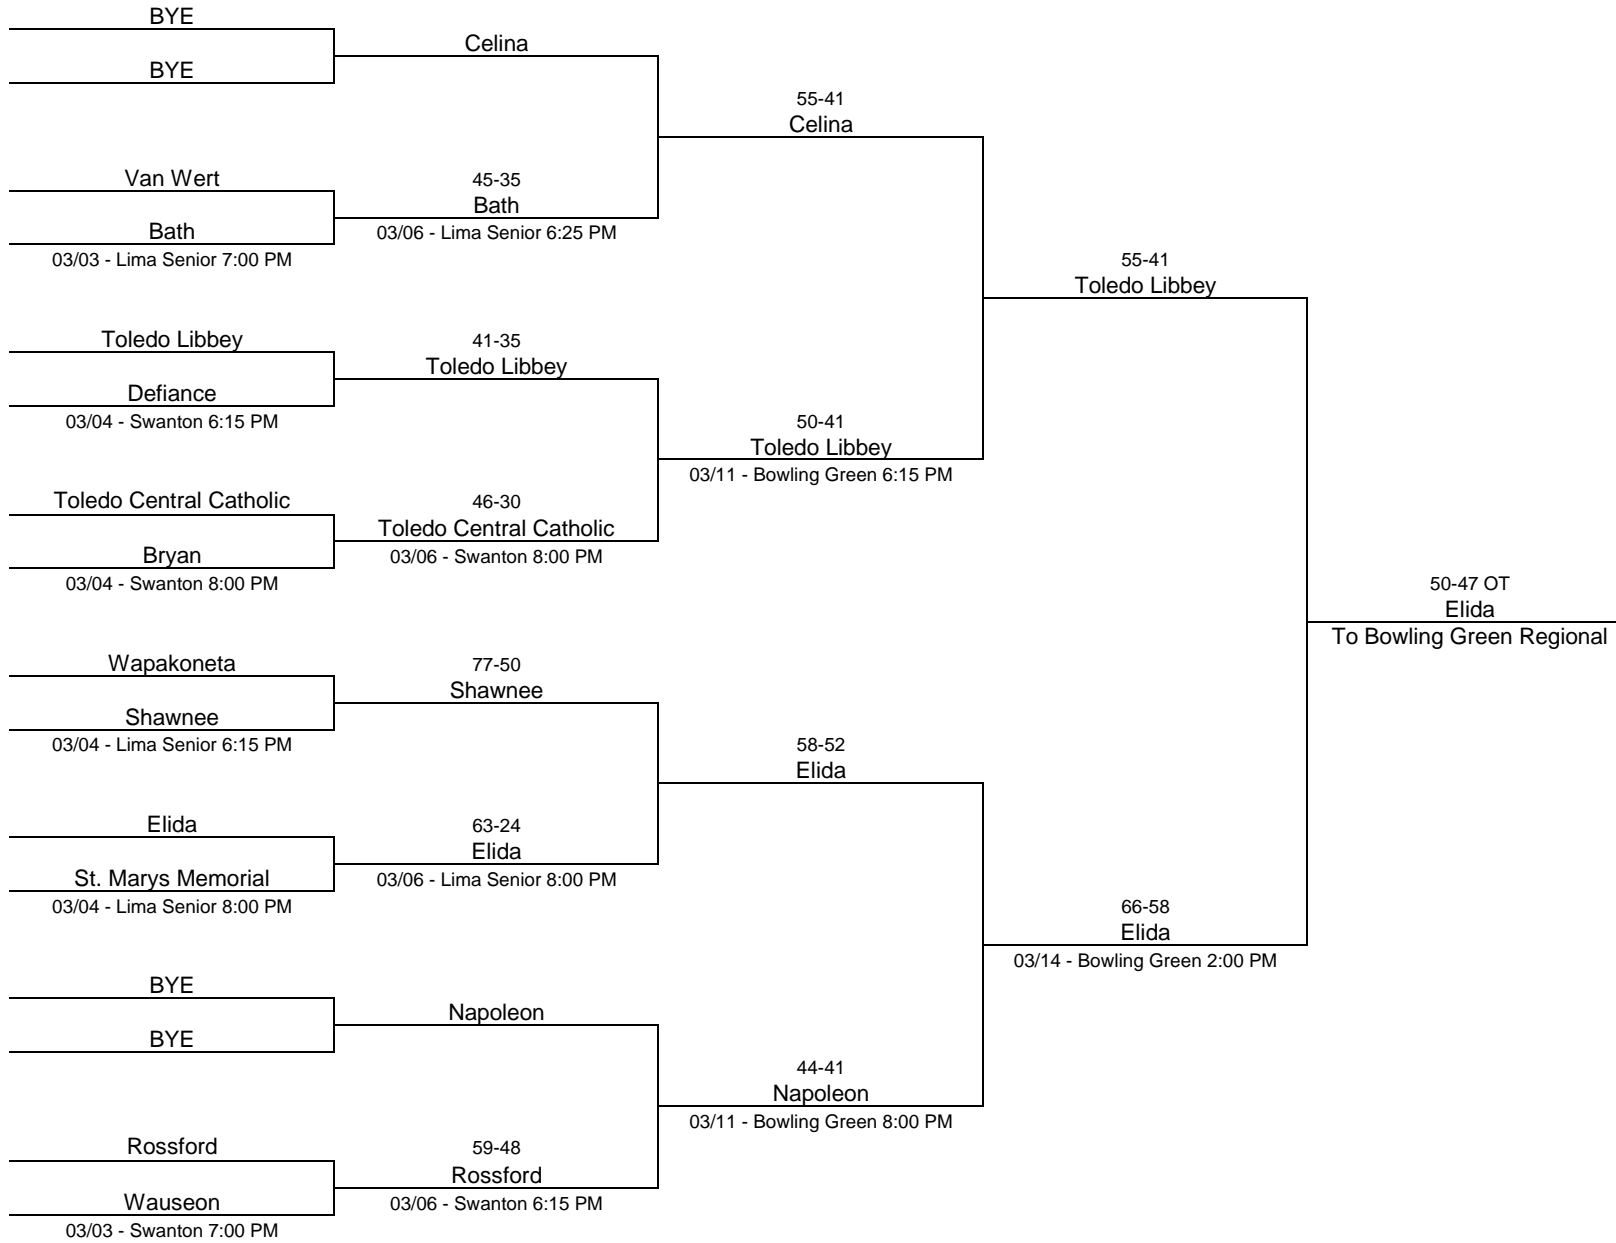 BYE
BYE
Van Wert
Bath
03/03 - Lima Senior 7:00 PM
Toledo Libbey
Defiance
03/04 - Swanton 6:15 PM
Toledo Central Catholic
Bryan
03/04 - Swanton 8:00 PM
Wapakoneta
Shawnee
03/04 - Lima Senior 6:15 PM
Elida
St. Marys Memorial
03/04 - Lima Senior 8:00 PM
BYE
BYE
Rossford
Wauseon
03/03 - Swanton 7:00 PM
Celina
45-35
Bath
03/06 - Lima Senior 6:25 PM
41-35
Toledo Libbey
46-30
Toledo Central Catholic
03/06 - Swanton 8:00 PM
77-50
Shawnee
63-24
Elida
03/06 - Lima Senior 8:00 PM
Napoleon
59-48
Rossford
03/06 - Swanton 6:15 PM
55-41
Celina
50-41
Toledo Libbey
03/11 - Bowling Green 6:15 PM
58-52
Elida
44-41
Napoleon
03/11 - Bowling Green 8:00 PM
55-41
Toledo Libbey
66-58
Elida
03/14 - Bowling Green 2:00 PM
50-47 OT
Elida
To Bowling Green Regional